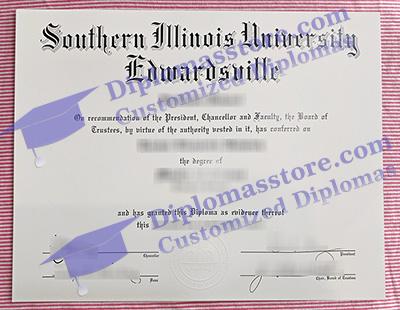 Southern Illinois University
Edwardsville
On recommendation of the President, Chancellor and Faculty, the Board of
Trustees, by virtue of the authority vested in it, has conferred on
the degree of
and has granted this Diploma as evidence thereof
this
Chancellor
President
Dean
Chair, Board of Trustees
Diplomasstore.com
Customized Diplomas
Diplomasstore.com
Customized Diplomas